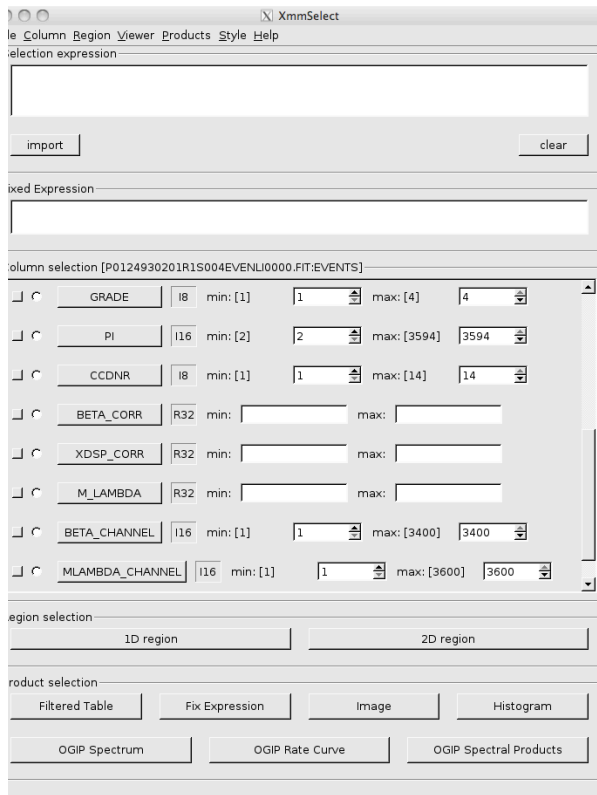 XmmSelect
le Column Region Viewer Products Style Help
Selection expression
import clear
ixed Expression
Column selection [P0124930201R1S004EVENLI0000.FIT:EVENTS]
GRADE I8 min: [1] 1 max: [4] 4
PI I16 min: [2] 2 max: [3594] 3594
CCDNR I8 min: [1] 1 max: [14] 14
BETA_CORR R32 min: max:
XDSP_CORR R32 min: max:
M_LAMBDA R32 min: max:
BETA_CHANNEL I16 min: [1] 1 max: [3400] 3400
MLAMBDA_CHANNEL I16 min: [1] 1 max: [3600] 3600
egion selection
1D region 2D region
roduct selection
Filtered Table Fix Expression Image Histogram
OGIP Spectrum OGIP Rate Curve OGIP Spectral Products